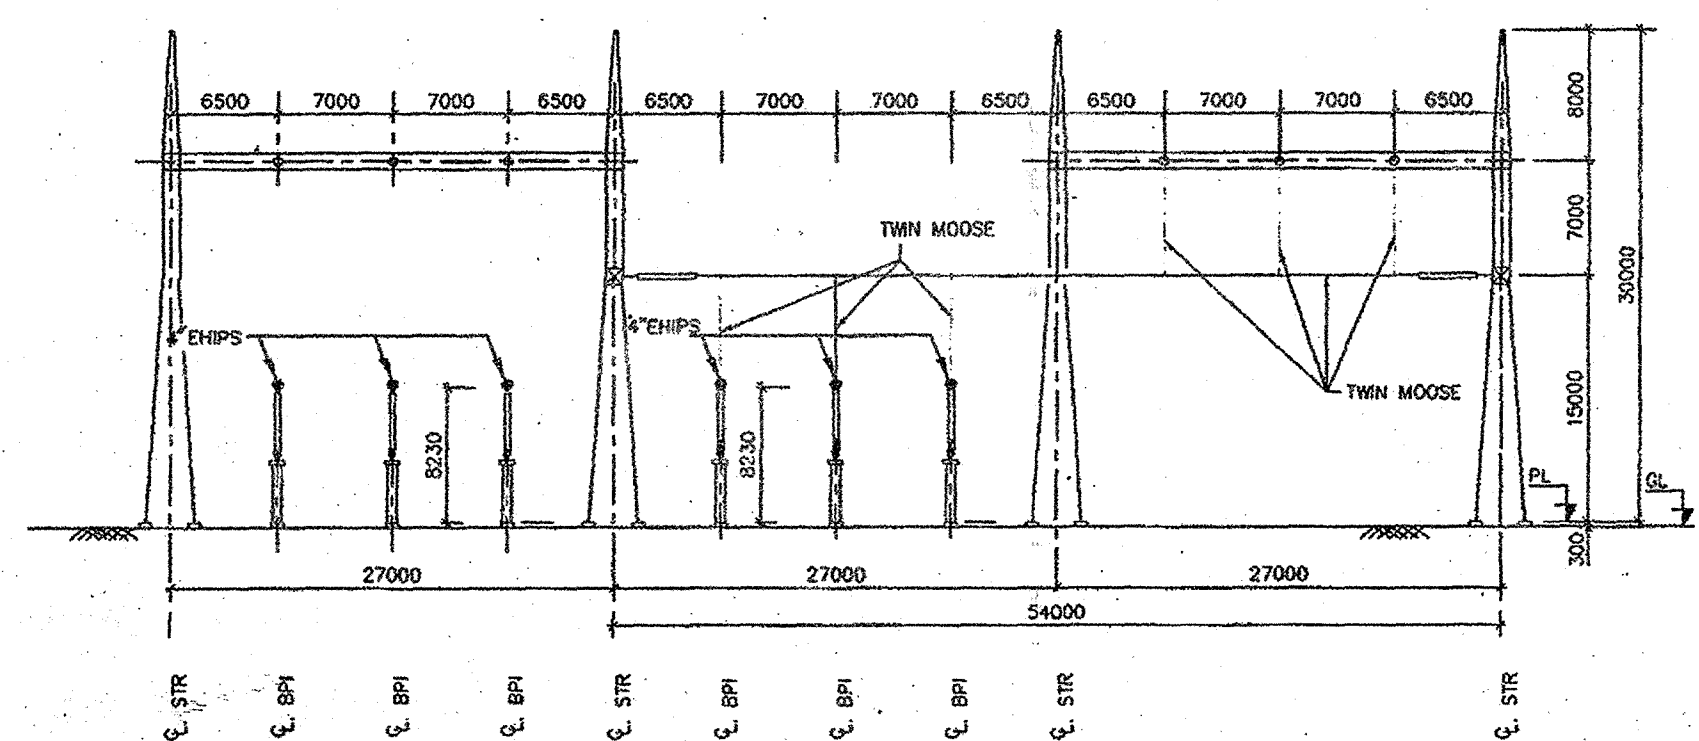 6500 7000 7000 6500 6500 7000 7000 6500 6500 7000 7000 6500
8000
7000
TWIN MOOSE
30000
4"EHIPS
EHIPS
15000
TWIN MOOSE
8230
8230
PL
GL
300
27000
27000
27000
54000
℄ STR
℄ BPI
℄ BPI
℄ BPI
℄ STR
℄ BPI
℄ BPI
℄ BPI
℄ STR
℄ STR